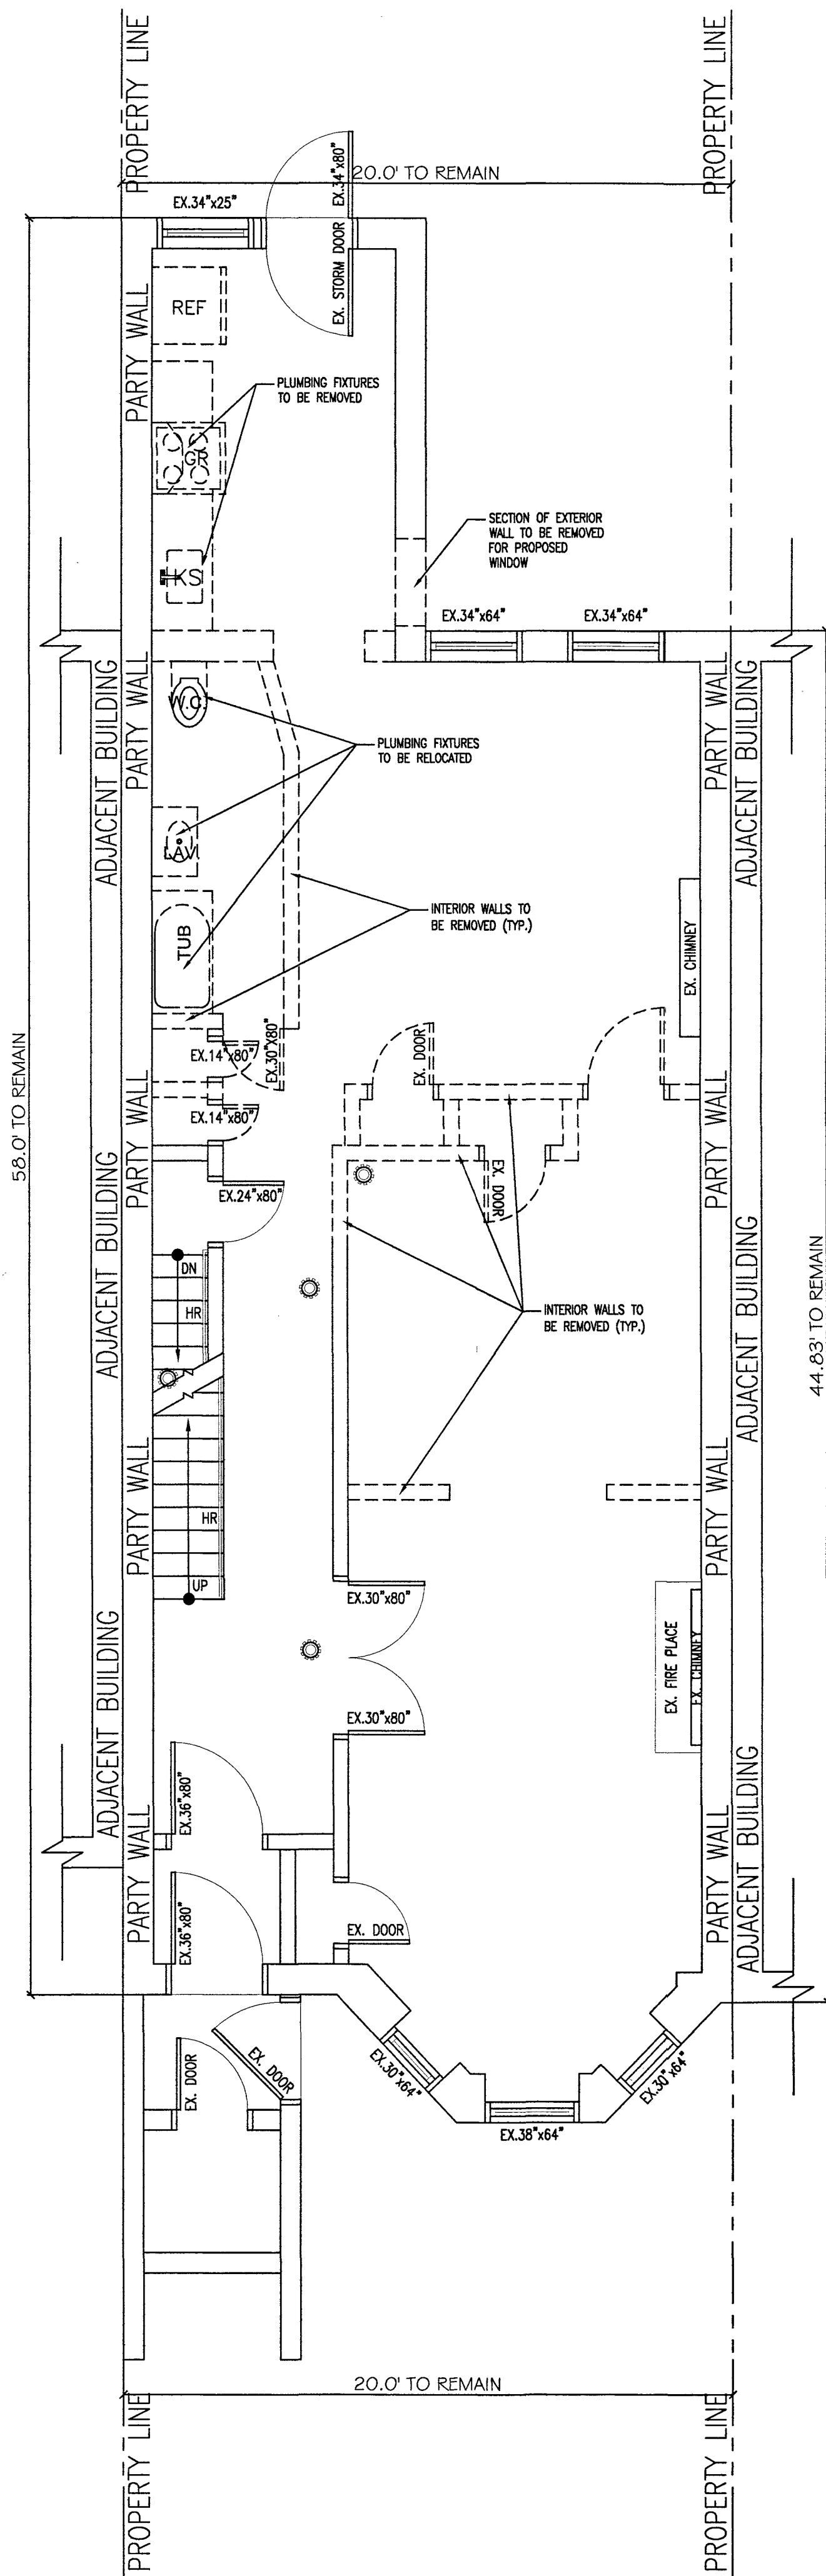 PROPERTY LINE
PROPERTY LINE
20.0' TO REMAIN
EX.34"x25"
EX.34"x80"
EX. STORM DOOR
REF
PARTY WALL
PLUMBING FIXTURES
TO BE REMOVED
GR
KS
SECTION OF EXTERIOR
WALL TO BE REMOVED
FOR PROPOSED
WINDOW
EX.34"x64"
EX.34"x64"
W.C.
ADJACENT BUILDING
PARTY WALL
PARTY WALL
ADJACENT BUILDING
PLUMBING FIXTURES
TO BE RELOCATED
LAV.
TUB
INTERIOR WALLS TO
BE REMOVED (TYP.)
EX. CHIMNEY
58.0' TO REMAIN
EX.14"x80"
EX.30"x80"
EX. DOOR
EX.14"x80"
PARTY WALL
PARTY WALL
EX.24"x80"
EX. DOOR
ADJACENT BUILDING
ADJACENT BUILDING
DN
HR
INTERIOR WALLS TO
BE REMOVED (TYP.)
44.83' TO REMAIN
PARTY WALL
PARTY WALL
HR
UP
EX.30"x80"
ADJACENT BUILDING
EX. FIRE PLACE
EX. CHIMNEY
EX.30"x80"
EX.36"x80"
ADJACENT BUILDING
PARTY WALL
PARTY WALL
EX.36"x80"
EX. DOOR
EX. DOOR
EX. DOOR
EX.30"x64"
EX.30"x64"
EX.38"x64"
20.0' TO REMAIN
PROPERTY LINE
PROPERTY LINE